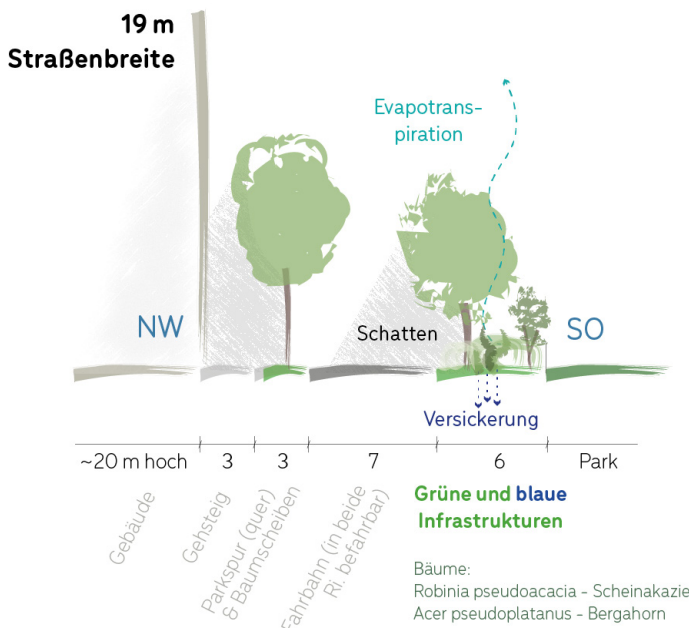 19 m
Straßenbreite
Evapotrans-
piration
NW
Schatten
SO
Versickerung
~20 m hoch
3
3
7
6
Park
Gebäude
Gehsteig
Parkspur (quer)
& Baumscheiben
Fahrbahn (in beide
Ri. befahrbar)
Grüne und blaue
Infrastrukturen
Bäume:
Robinia pseudoacacia - Scheinakazie
Acer pseudoplatanus - Bergahorn